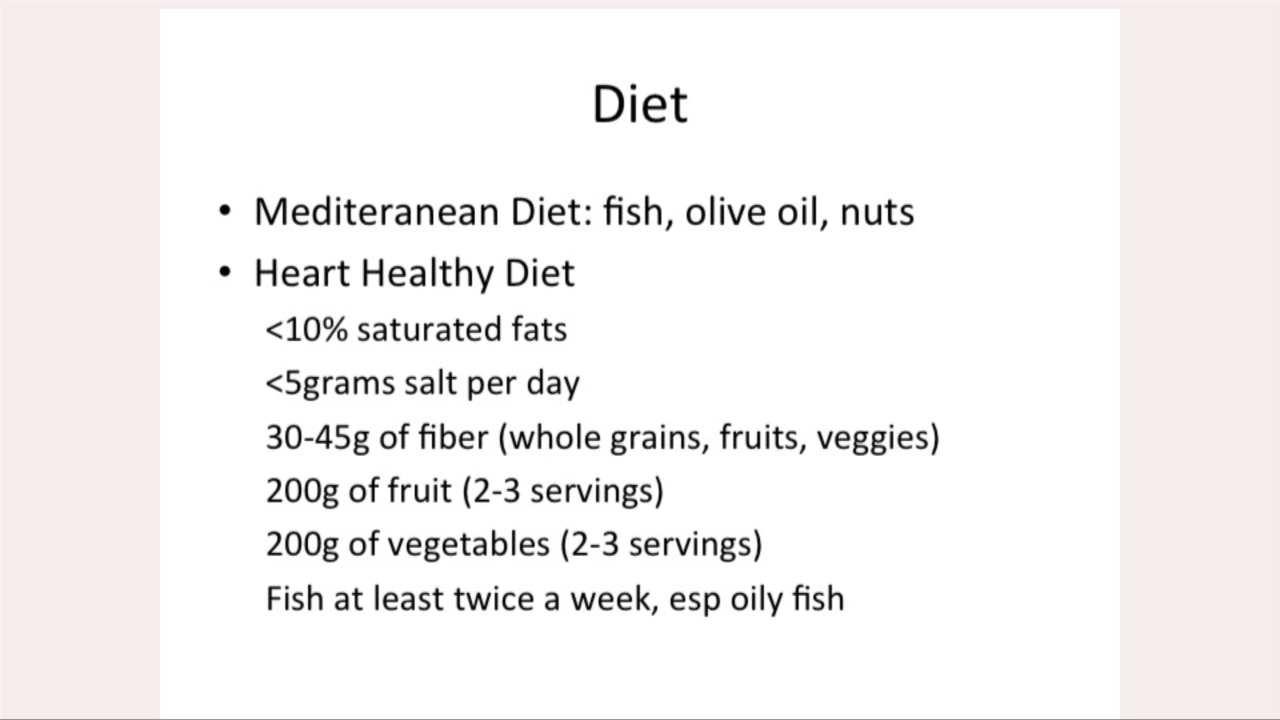 Diet
• Mediteranean Diet: fish, olive oil, nuts
• Heart Healthy Diet
<10% saturated fats
<5grams salt per day
30-45g of fiber (whole grains, fruits, veggies)
200g of fruit (2-3 servings)
200g of vegetables (2-3 servings)
Fish at least twice a week, esp oily fish